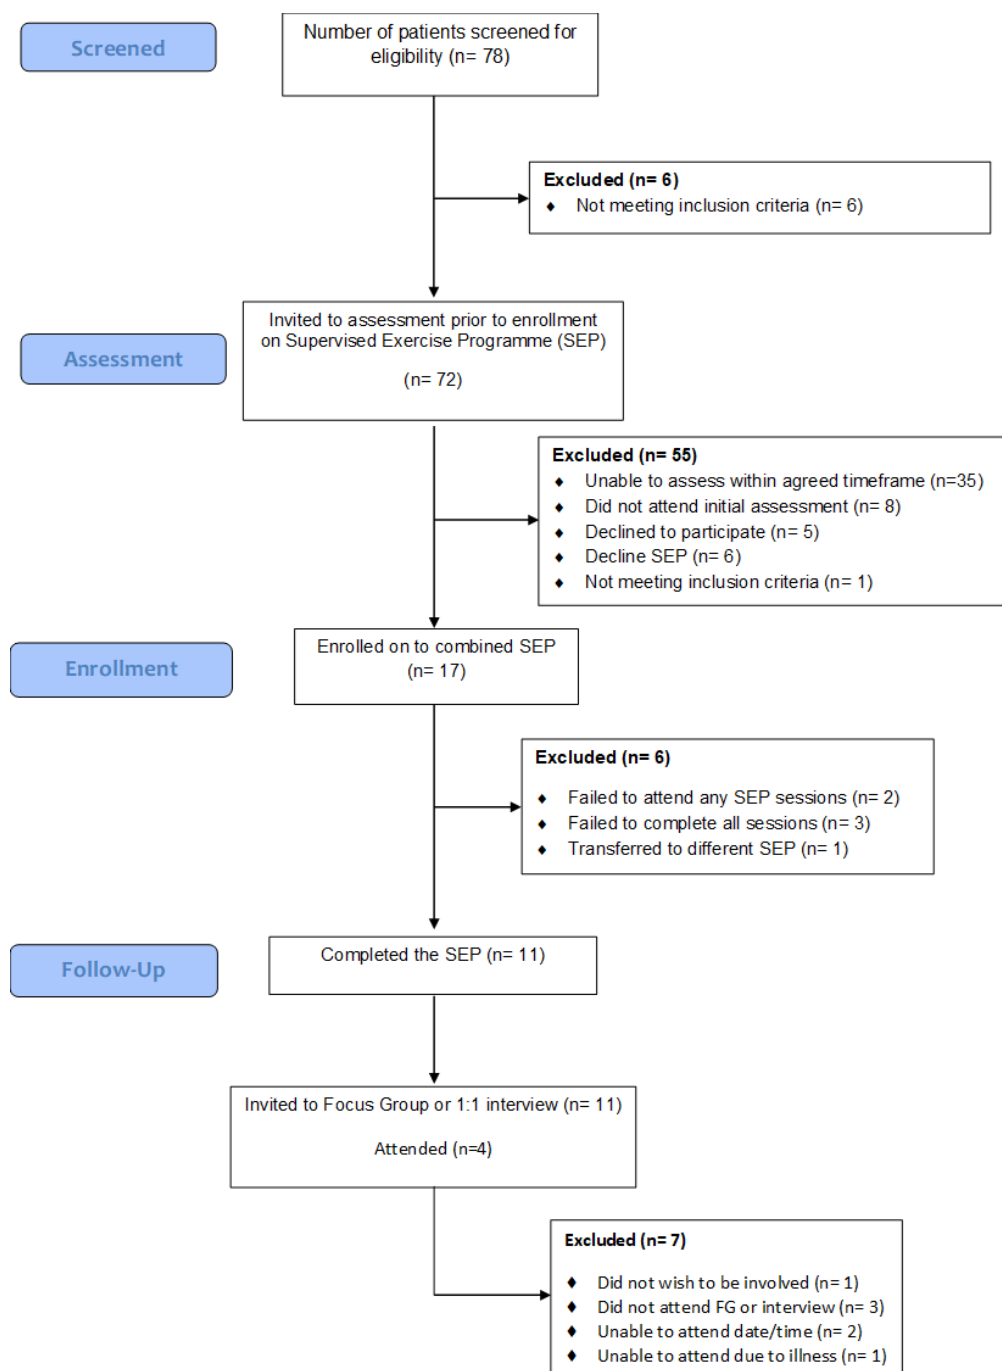 Screened
Number of patients screened for
eligibility (n= 78)
Excluded (n= 6)
♦ Not meeting inclusion criteria (n= 6)
Assessment
Invited to assessment prior to enrollment
on Supervised Exercise Programme (SEP)
(n= 72)
Excluded (n= 55)
♦ Unable to assess within agreed timeframe (n=35)
♦ Did not attend initial assessment (n= 8)
♦ Declined to participate (n= 5)
♦ Decline SEP (n= 6)
♦ Not meeting inclusion criteria (n= 1)
Enrollment
Enrolled on to combined SEP
(n= 17)
Excluded (n= 6)
♦ Failed to attend any SEP sessions (n= 2)
♦ Failed to complete all sessions (n= 3)
♦ Transferred to different SEP (n= 1)
Follow-Up
Completed the SEP (n= 11)
Invited to Focus Group or 1:1 interview (n= 11)
Attended (n=4)
Excluded (n= 7)
♦ Did not wish to be involved (n= 1)
♦ Did not attend FG or interview (n= 3)
♦ Unable to attend date/time (n= 2)
♦ Unable to attend due to illness (n= 1)